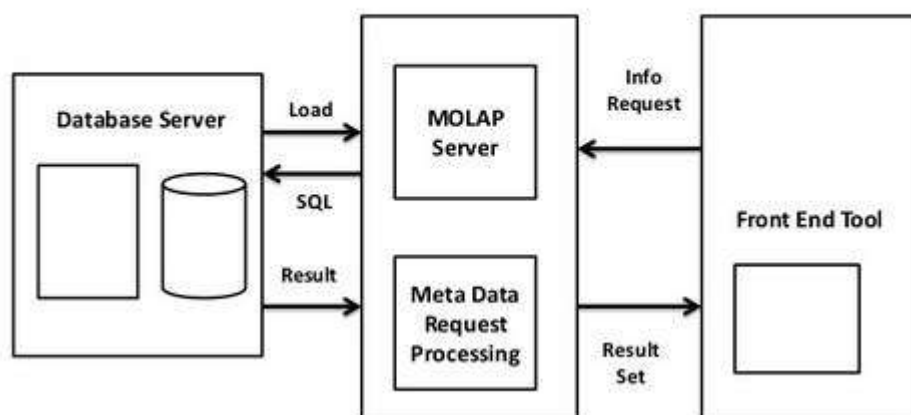 Database Server
Load
SQL
Result
MOLAP
Server
Meta Data
Request
Processing
Info
Request
Result
Set
Front End Tool